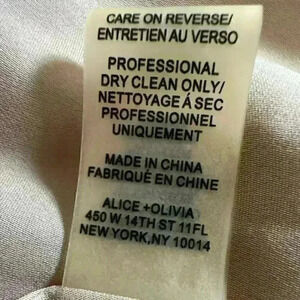 CARE ON REVERSE/
ENTRETIEN AU VERSO
PROFESSIONAL
DRY CLEAN ONLY/
NETTOYAGE Á SEC
PROFESSIONNEL
UNIQUEMENT
MADE IN CHINA
FABRIQUÉ EN CHINE
ALICE +OLIVIA
450 W 14TH ST 11FL
NEW YORK,NY 10014